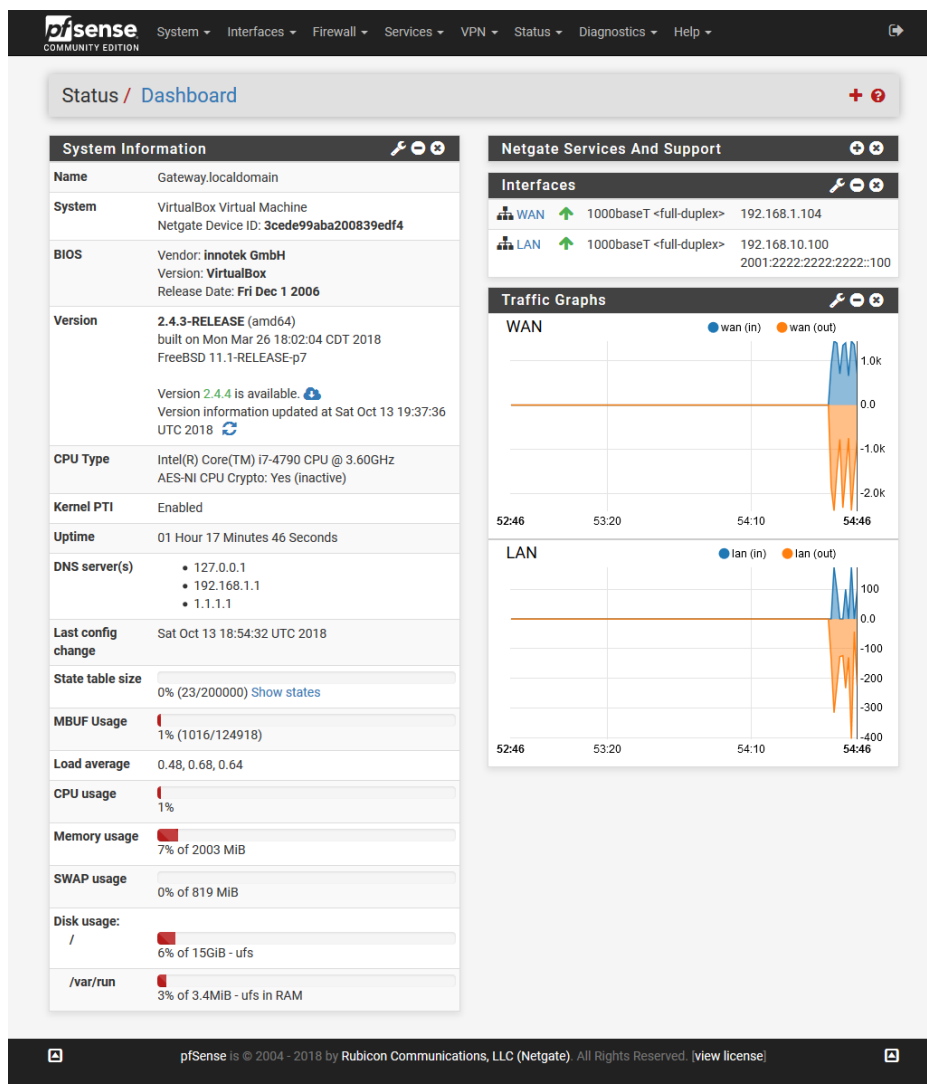 pfsense
COMMUNITY EDITION
System Interfaces Firewall Services VPN Status Diagnostics Help
Status / Dashboard
System Information
Name Gateway.localdomain
System VirtualBox Virtual Machine
Netgate Device ID: 3cede99aba200839edf4
BIOS Vendor: innotek GmbH
Version: VirtualBox
Release Date: Fri Dec 1 2006
Version 2.4.3-RELEASE (amd64)
built on Mon Mar 26 18:02:04 CDT 2018
FreeBSD 11.1-RELEASE-p7
Version 2.4.4 is available.
Version information updated at Sat Oct 13 19:37:36
UTC 2018
CPU Type Intel(R) Core(TM) i7-4790 CPU @ 3.60GHz
AES-NI CPU Crypto: Yes (inactive)
Kernel PTI Enabled
Uptime 01 Hour 17 Minutes 46 Seconds
DNS server(s) • 127.0.0.1
• 192.168.1.1
• 1.1.1.1
Last config
change Sat Oct 13 18:54:32 UTC 2018
State table size
0% (23/200000) Show states
MBUF Usage
1% (1016/124918)
Load average 0.48, 0.68, 0.64
CPU usage
1%
Memory usage
7% of 2003 MiB
SWAP usage
0% of 819 MiB
Disk usage:
/
6% of 15GiB - ufs
/var/run
3% of 3.4MiB - ufs in RAM
Netgate Services And Support
Interfaces
WAN 1000baseT <full-duplex> 192.168.1.104
LAN 1000baseT <full-duplex> 192.168.10.100
2001:2222:2222:2222::100
Traffic Graphs
WAN wan (in) wan (out)
1.0k
0.0
-1.0k
-2.0k
52:46 53:20 54:10 54:46
LAN lan (in) lan (out)
100
0.0
-100
-200
-300
-400
52:46 53:20 54:10 54:46
pfSense is © 2004 - 2018 by Rubicon Communications, LLC (Netgate). All Rights Reserved. [view license]